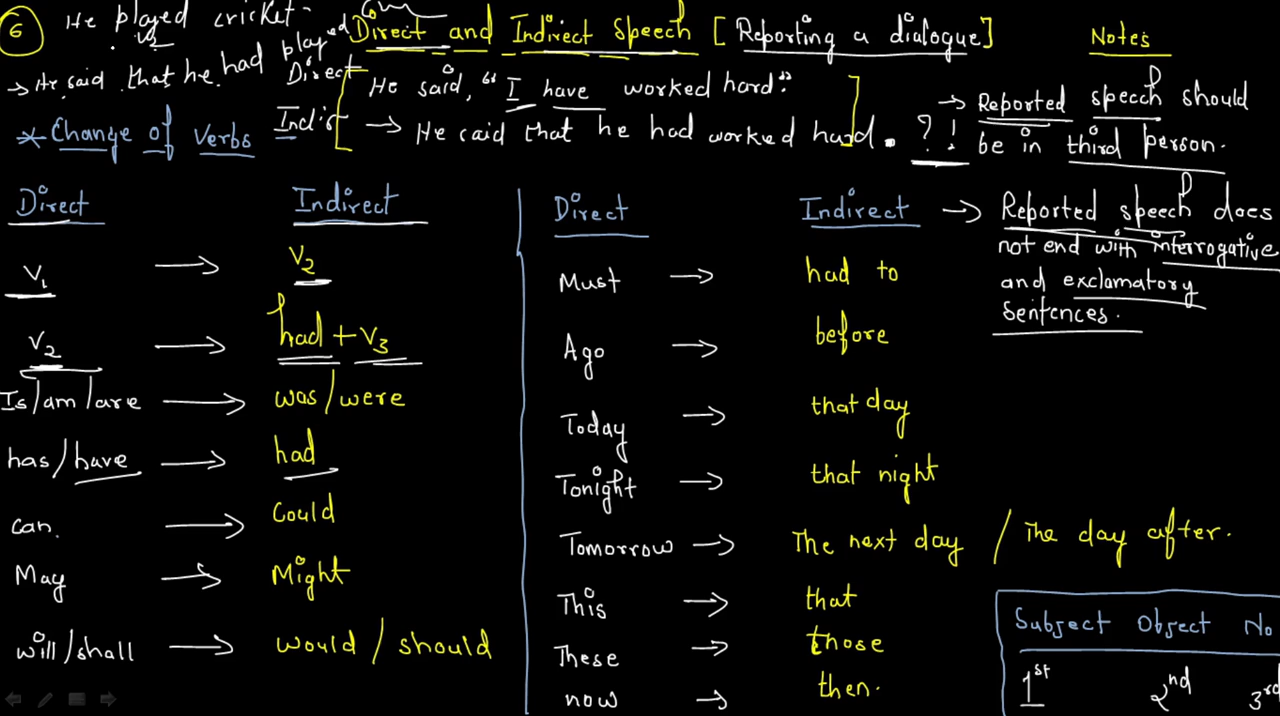 6
He played cricket-
V2
→ He said that he had played
Direct and Indirect Speech [Reporting a dialogue]
Notes
Direct
He said, "I have worked hard."
→ He said that he had worked hard.
? !
→ Reported speech should
be in third person.
* Change of Verbs
Direct Indirect
V1 → V2
V2 → had + V3
Is/am/are → was/were
has/have → had
can. → Could
May → Might
will/shall → would / should
Direct Indirect
Must → had to
Ago → before
Today → that day
Tonight → that night
Tomorrow → The next day / The day after.
This → that
These → those
now → then.
→ Reported speech does
not end with interrogative
and exclamatory
sentences.
Subject Object No
1st 2nd 3rd